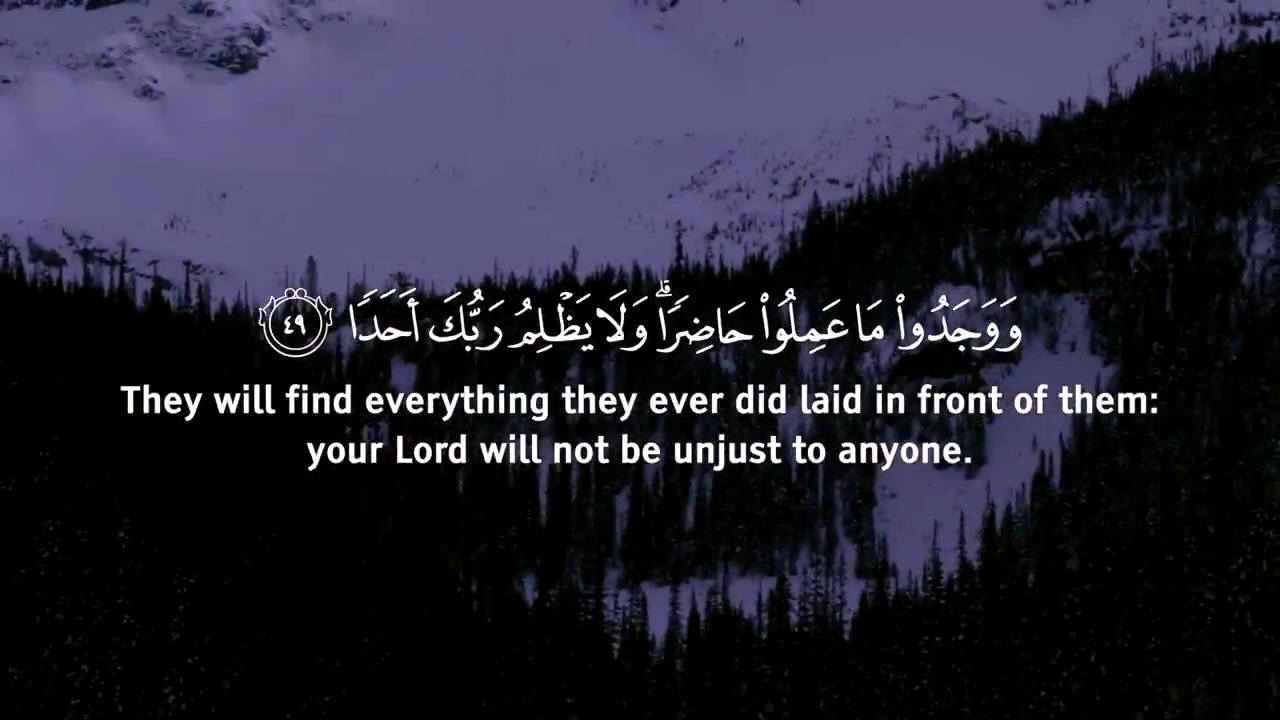 وَوَجَدُوا۟ مَا عَمِلُوا۟ حَاضِرًۭا ۗ وَلَا يَظْلِمُ رَبُّكَ أَحَدًۭا ٤٩
They will find everything they ever did laid in front of them:
your Lord will not be unjust to anyone.